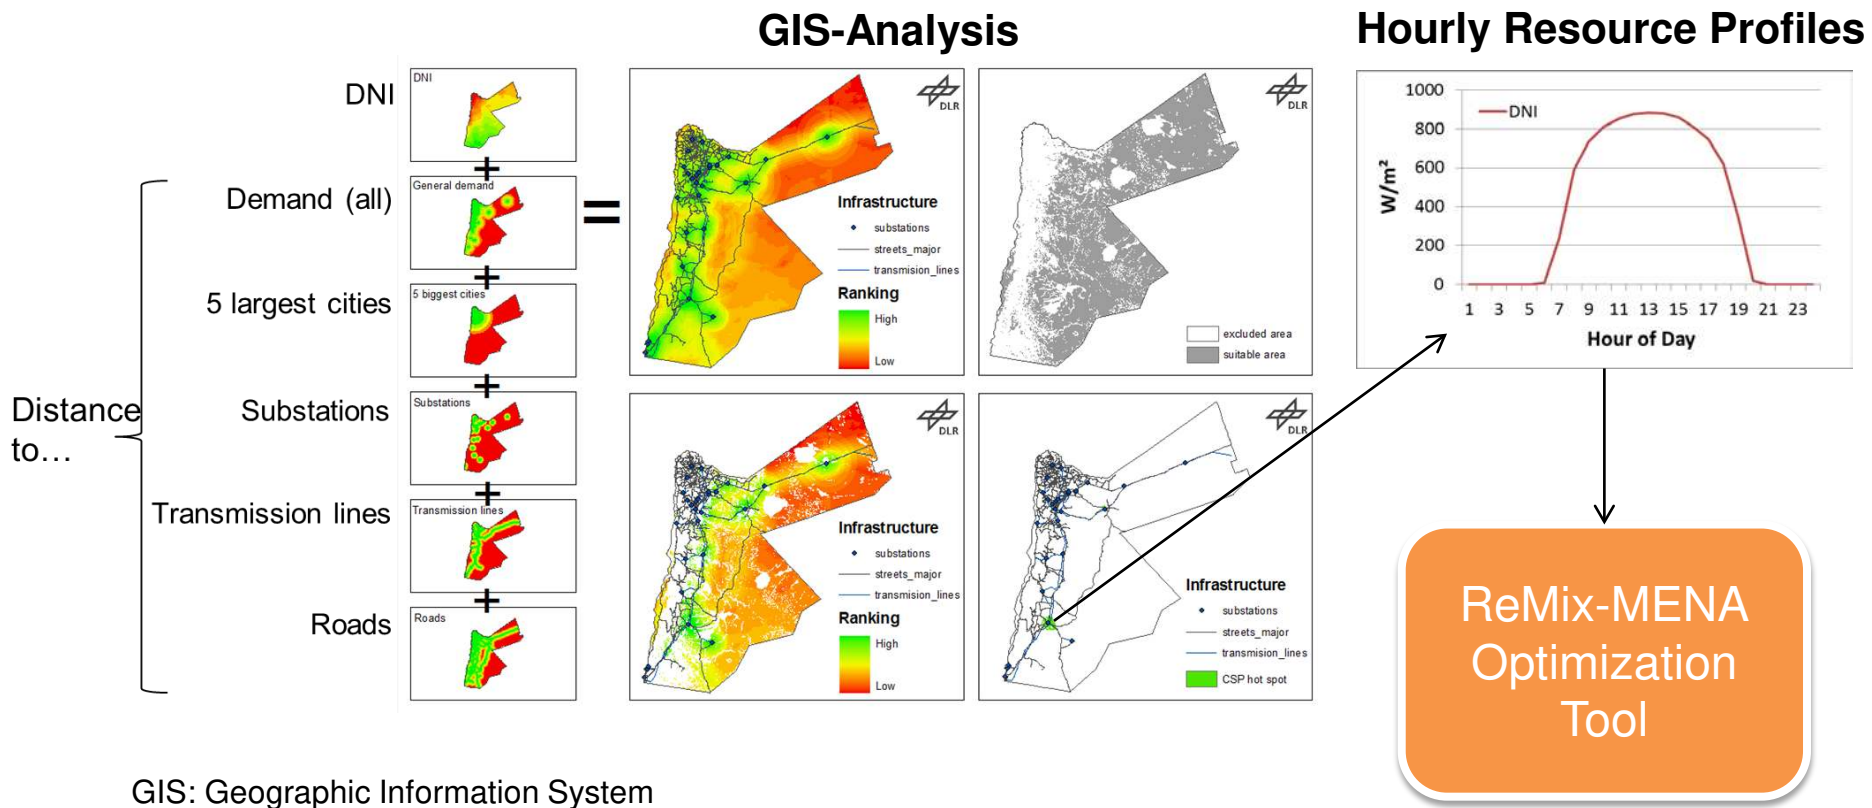 GIS-Analysis
Hourly Resource Profiles
DNI
Demand (all)
5 largest cities
Substations
Transmission lines
Roads
Distance
to…
DNI
+
General demand
+
5 biggest cities
+
Substations
+
Transmission lines
+
Roads
=
DLR
Infrastructure
substations
streets_major
transmision_lines
Ranking
High
Low
DLR
excluded area
suitable area
DLR
Infrastructure
substations
streets_major
transmision_lines
Ranking
High
Low
DLR
Infrastructure
substations
streets_major
transmision_lines
CSP hot spot
1000
800
600
400
200
0
W/m²
DNI
1 3 5 7 9 11 13 15 17 19 21 23
Hour of Day
ReMix-MENA
Optimization
Tool
GIS: Geographic Information System